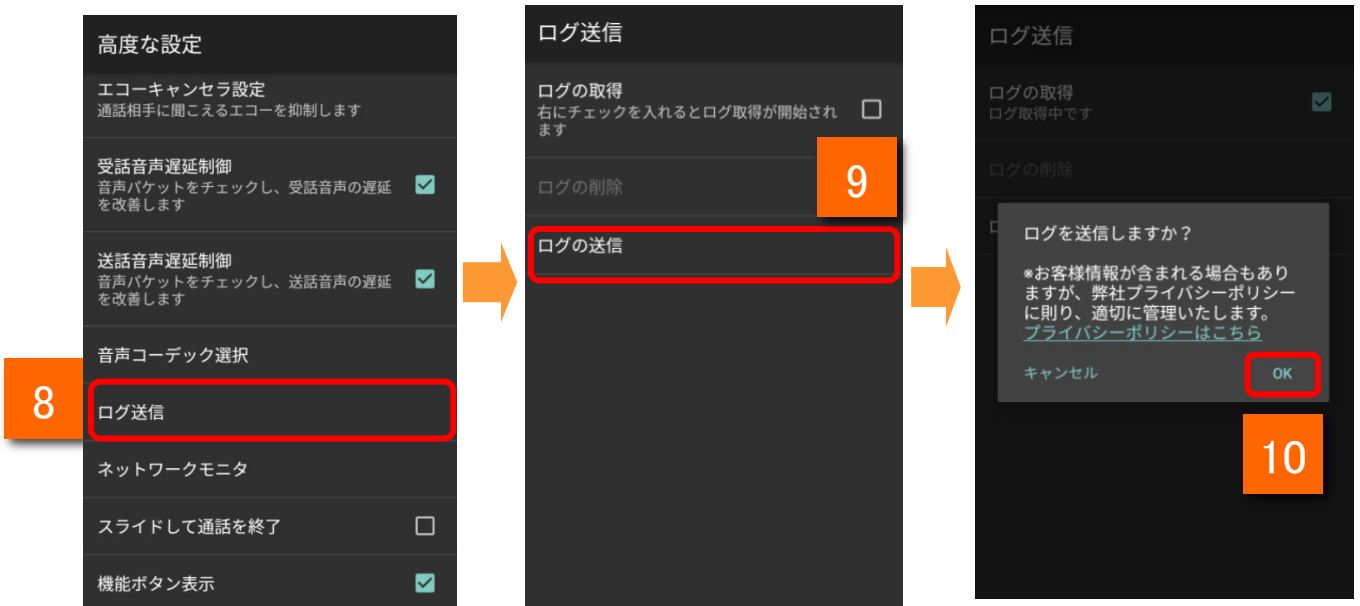 高度な設定
エコーキャンセラ設定
通話相手に聞こえるエコーを抑制します
受話音声遅延制御
音声パケットをチェックし、受話音声の遅延
を改善します
送話音声遅延制御
音声パケットをチェックし、送話音声の遅延
を改善します
音声コーデック選択
8
ログ送信
ネットワークモニタ
スライドして通話を終了
機能ボタン表示
ログ送信
ログの取得
右にチェックを入れるとログ取得が開始され
ます
ログの削除
9
ログの送信
ログ送信
ログの取得
ログ取得中です
ログの削除
ログを送信しますか？
※お客様情報が含まれる場合もあり
ますが、弊社プライバシーポリシー
に則り、適切に管理いたします。
プライバシーポリシーはこちら
キャンセル
OK
10